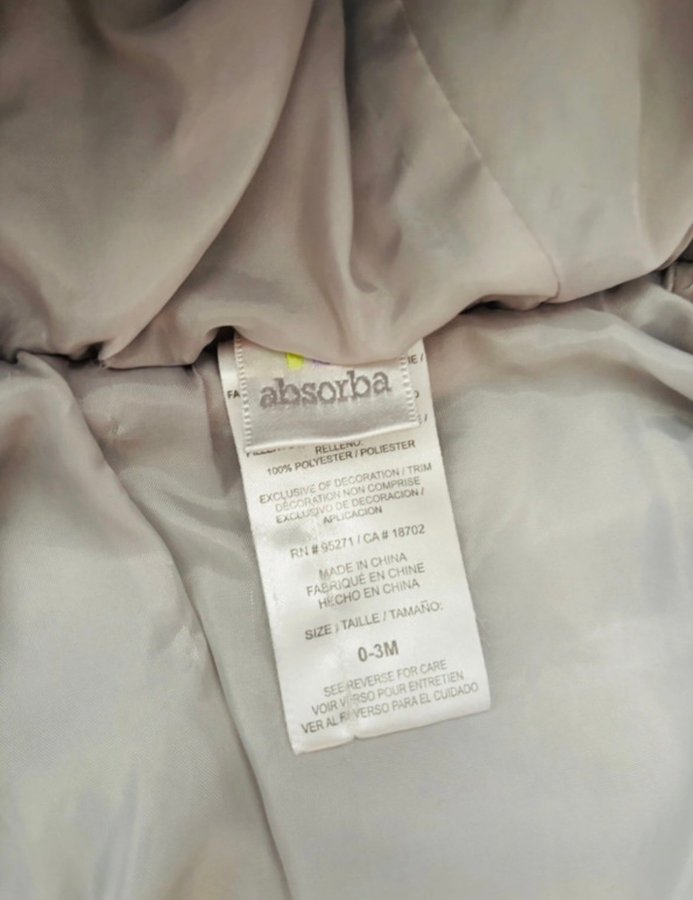 absorba
RELLENO:
100% POLYESTER / POLIESTER
EXCLUSIVE OF DECORATION / TRIM
DÉCORATION NON COMPRISE
EXCLUSIVO DE DECORACION /
APLICACION
RN # 95271 / CA # 18702
MADE IN CHINA
FABRIQUÉ EN CHINE
HECHO EN CHINA
SIZE / TAILLE / TAMAÑO:
0-3M
SEE REVERSE FOR CARE
VOIR VERSO POUR ENTRETIEN
VER AL REVERSO PARA EL CUIDADO